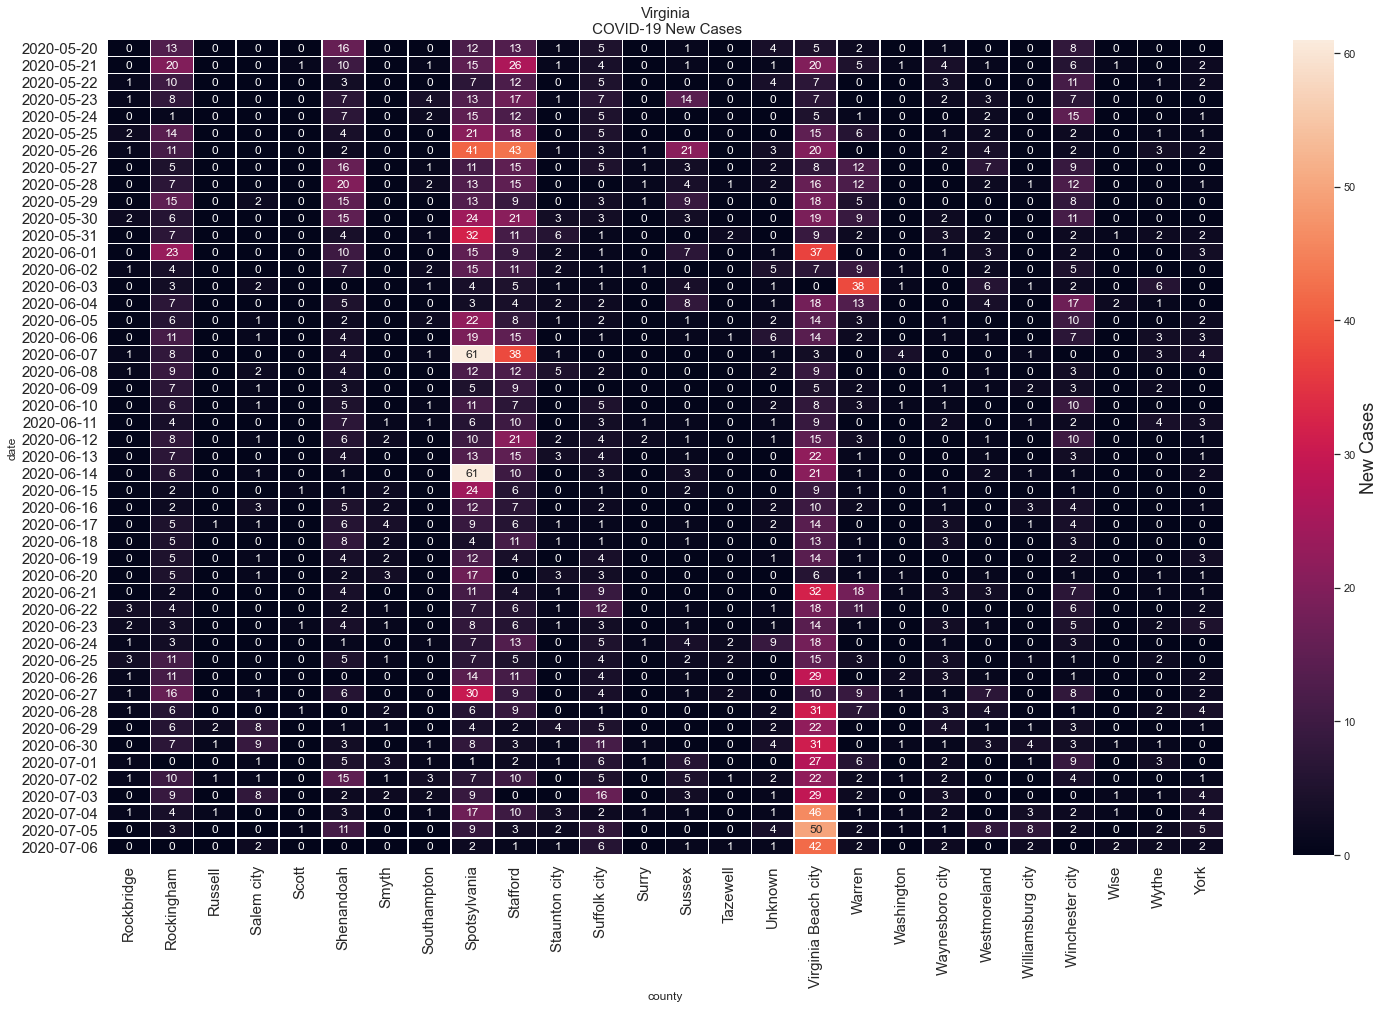 Virginia
COVID-19 New Cases
2020-05-20 0 13 0 0 0 16 0 0 12 13 1 5 0 1 0 4 5 2 0 1 0 0 8 0 0 0
2020-05-21 0 20 0 0 1 10 0 1 15 26 1 4 0 1 0 1 20 5 1 4 1 0 6 1 0 2
2020-05-22 1 10 0 0 0 3 0 0 7 12 0 5 0 0 0 4 7 0 0 3 0 0 11 0 1 2
2020-05-23 1 8 0 0 0 7 0 4 13 17 1 7 0 14 0 0 7 0 0 2 3 0 7 0 0 0
2020-05-24 0 1 0 0 0 7 0 2 15 12 0 5 0 0 0 0 5 1 0 0 2 0 15 0 0 1
2020-05-25 2 14 0 0 0 4 0 0 21 18 0 5 0 0 0 0 15 6 0 1 2 0 2 0 1 1
2020-05-26 1 11 0 0 0 2 0 0 41 43 1 3 1 21 0 3 20 0 0 2 4 0 2 0 3 2
2020-05-27 0 5 0 0 0 16 0 1 11 15 0 5 1 3 0 2 8 12 0 0 7 0 9 0 0 0
2020-05-28 0 7 0 0 0 20 0 2 13 15 0 0 1 4 1 2 16 12 0 0 2 1 12 0 0 1
2020-05-29 0 15 0 2 0 15 0 0 13 9 0 3 1 9 0 0 18 5 0 0 0 0 8 0 0 0
2020-05-30 2 6 0 0 0 15 0 0 24 21 3 3 0 3 0 0 19 9 0 2 0 0 11 0 0 0
2020-05-31 0 7 0 0 0 4 0 1 32 11 6 1 0 0 2 0 9 2 0 3 2 0 2 1 2 2
2020-06-01 0 23 0 0 0 10 0 0 15 9 2 1 0 7 0 1 37 0 0 1 3 0 2 0 0 3
2020-06-02 1 4 0 0 0 7 0 2 15 11 2 1 1 0 0 5 7 9 1 0 2 0 5 0 0 0
2020-06-03 0 3 0 2 0 0 0 1 4 5 1 1 0 4 0 1 0 38 1 0 6 1 2 0 6 0
2020-06-04 0 7 0 0 0 5 0 0 3 4 2 2 0 8 0 1 18 13 0 0 4 0 17 2 1 0
2020-06-05 0 6 0 1 0 2 0 2 22 8 1 2 0 1 0 2 14 3 0 1 0 0 10 0 0 2
2020-06-06 0 11 0 1 0 4 0 0 19 15 0 1 0 1 1 6 14 2 0 1 1 0 7 0 3 3
2020-06-07 1 8 0 0 0 4 0 1 61 38 1 0 0 0 0 1 3 0 4 0 0 1 0 0 3 4
2020-06-08 1 9 0 2 0 4 0 0 12 12 5 2 0 0 0 2 9 0 0 0 1 0 3 0 0 0
2020-06-09 0 7 0 1 0 3 0 0 5 9 0 0 0 0 0 0 5 2 0 1 1 2 3 0 2 0
2020-06-10 0 6 0 1 0 5 0 1 11 7 0 5 0 0 0 2 8 3 1 1 0 0 10 0 0 0
2020-06-11 0 4 0 0 0 7 1 1 6 10 0 3 1 1 0 1 9 0 0 2 0 1 2 0 4 3
2020-06-12 0 8 0 1 0 6 2 0 10 21 2 4 2 1 0 1 15 3 0 0 1 0 10 0 0 1
2020-06-13 0 7 0 0 0 4 0 0 13 15 3 4 0 0 0 0 22 1 0 0 1 0 3 0 0 1
2020-06-14 0 6 0 1 0 1 0 0 61 10 0 3 0 3 0 0 21 1 0 0 2 1 1 0 0 2
2020-06-15 0 2 0 0 1 1 2 0 24 6 0 1 0 2 0 0 9 1 0 1 0 0 1 0 0 0
2020-06-16 0 2 0 3 0 5 2 0 12 7 0 2 0 0 0 2 10 2 0 1 0 3 4 0 0 1
2020-06-17 0 5 1 1 0 6 4 0 9 6 1 1 0 1 0 2 14 0 0 3 0 1 4 0 0 0
2020-06-18 0 5 0 0 0 8 2 0 4 11 1 1 0 1 0 0 13 1 0 3 0 0 3 0 0 0
2020-06-19 0 5 0 1 0 4 2 0 12 4 0 4 0 0 0 1 14 1 0 0 0 0 2 0 0 3
2020-06-20 0 5 0 1 0 2 3 0 17 0 3 3 0 0 0 0 6 1 1 0 1 0 1 0 1 1
2020-06-21 0 2 0 0 0 4 0 0 11 4 1 9 0 0 0 0 32 18 1 3 3 0 7 0 1 1
2020-06-22 3 4 0 0 0 2 1 0 7 6 1 12 0 1 0 1 18 11 0 0 0 0 6 0 0 2
2020-06-23 2 3 0 0 1 4 1 0 8 6 1 3 0 1 0 1 14 1 0 3 1 0 5 0 2 5
2020-06-24 1 3 0 0 0 1 0 1 7 13 0 5 1 4 2 9 18 0 0 1 0 0 3 0 0 0
2020-06-25 3 11 0 0 0 5 1 0 7 5 0 4 0 2 2 0 15 3 0 3 0 1 1 0 2 0
2020-06-26 1 11 0 0 0 0 0 0 14 11 0 4 0 1 0 0 29 0 2 3 1 0 1 0 0 2
2020-06-27 1 16 0 1 0 6 0 0 30 9 0 4 0 1 2 0 10 9 1 1 7 0 8 0 0 2
2020-06-28 1 6 0 0 1 0 2 0 6 9 0 1 0 0 0 0 31 7 0 3 4 0 1 0 2 4
2020-06-29 0 6 2 8 0 1 1 0 4 2 4 5 0 0 0 2 22 0 0 4 1 1 3 0 0 1
2020-06-30 0 7 1 9 0 3 0 1 8 3 1 11 1 0 0 4 31 0 1 1 3 4 3 1 1 0
2020-07-01 1 0 0 1 0 5 3 1 1 2 1 6 1 6 0 0 27 6 0 2 0 1 9 0 3 0
2020-07-02 1 10 1 1 0 15 1 3 7 10 0 5 0 5 1 2 22 2 1 2 0 0 4 0 0 1
2020-07-03 0 9 0 8 0 2 2 2 9 0 0 16 0 3 0 1 29 2 0 3 0 0 0 1 1 4
2020-07-04 1 4 1 0 0 3 0 1 17 10 3 2 1 1 0 1 46 1 1 2 0 3 2 1 0 4
2020-07-05 0 3 0 0 1 11 0 0 9 3 2 8 0 0 0 4 50 2 1 1 8 8 2 0 2 5
2020-07-06 0 0 0 2 0 0 0 0 2 1 1 6 0 1 1 1 42 2 0 2 0 2 0 2 2 2
date
Rockbridge
Rockingham
Russell
Salem city
Scott
Shenandoah
Smyth
Southampton
Spotsylvania
Stafford
Staunton city
Suffolk city
Surry
Sussex
Tazewell
Unknown
Virginia Beach city
Warren
Washington
Waynesboro city
Westmoreland
Williamsburg city
Winchester city
Wise
Wythe
York
county
60
50
40
30
20
10
0
New Cases